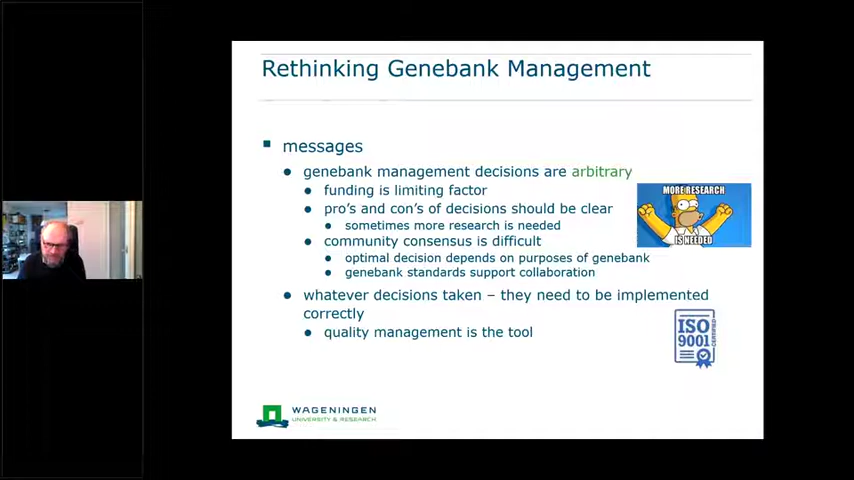 Rethinking Genebank Management
messages
genebank management decisions are arbitrary
funding is limiting factor
pro's and con's of decisions should be clear
sometimes more research is needed
community consensus is difficult
optimal decision depends on purposes of genebank
genebank standards support collaboration
whatever decisions taken – they need to be implemented
correctly
quality management is the tool
MORE RESEARCH
IS NEEDED
ISO
9001
CERTIFIED
WAGENINGEN
UNIVERSITY & RESEARCH